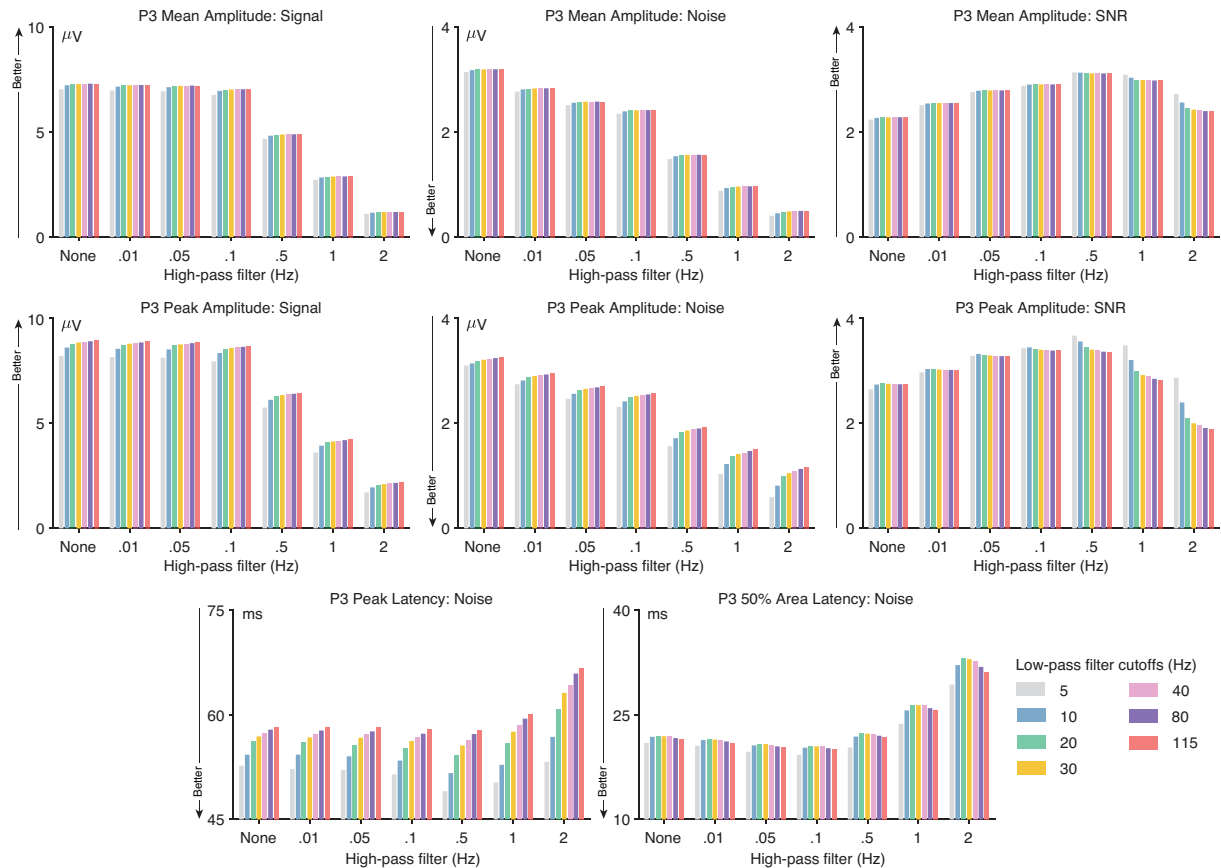 P3 Mean Amplitude: Signal
10
μV
Better
5
0
None .01 .05 .1 .5 1 2
High-pass filter (Hz)
P3 Mean Amplitude: Noise
4
μV
2
Better
0
None .01 .05 .1 .5 1 2
High-pass filter (Hz)
P3 Mean Amplitude: SNR
4
Better
2
0
None .01 .05 .1 .5 1 2
High-pass filter (Hz)
P3 Peak Amplitude: Signal
10
μV
Better
5
0
None .01 .05 .1 .5 1 2
High-pass filter (Hz)
P3 Peak Amplitude: Noise
4
μV
2
Better
0
None .01 .05 .1 .5 1 2
High-pass filter (Hz)
P3 Peak Amplitude: SNR
4
Better
2
0
None .01 .05 .1 .5 1 2
High-pass filter (Hz)
P3 Peak Latency: Noise
75
ms
60
Better
45
None .01 .05 .1 .5 1 2
High-pass filter (Hz)
P3 50% Area Latency: Noise
40
ms
25
Better
10
None .01 .05 .1 .5 1 2
High-pass filter (Hz)
Low-pass filter cutoffs (Hz)
5
10
20
30
40
80
115